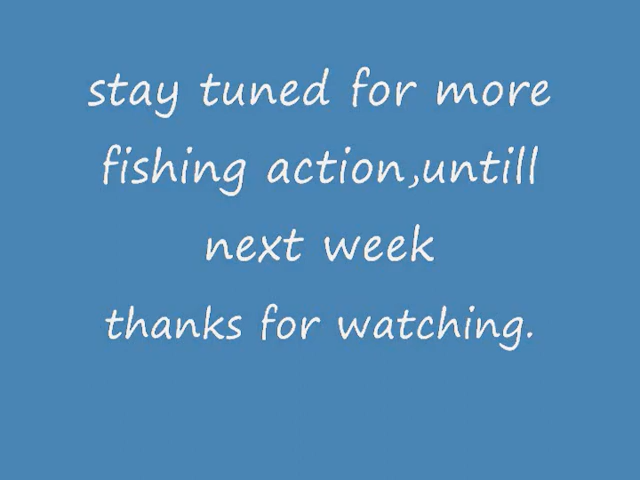 stay tuned for more
fishing action,untill
next week
thanks for watching.